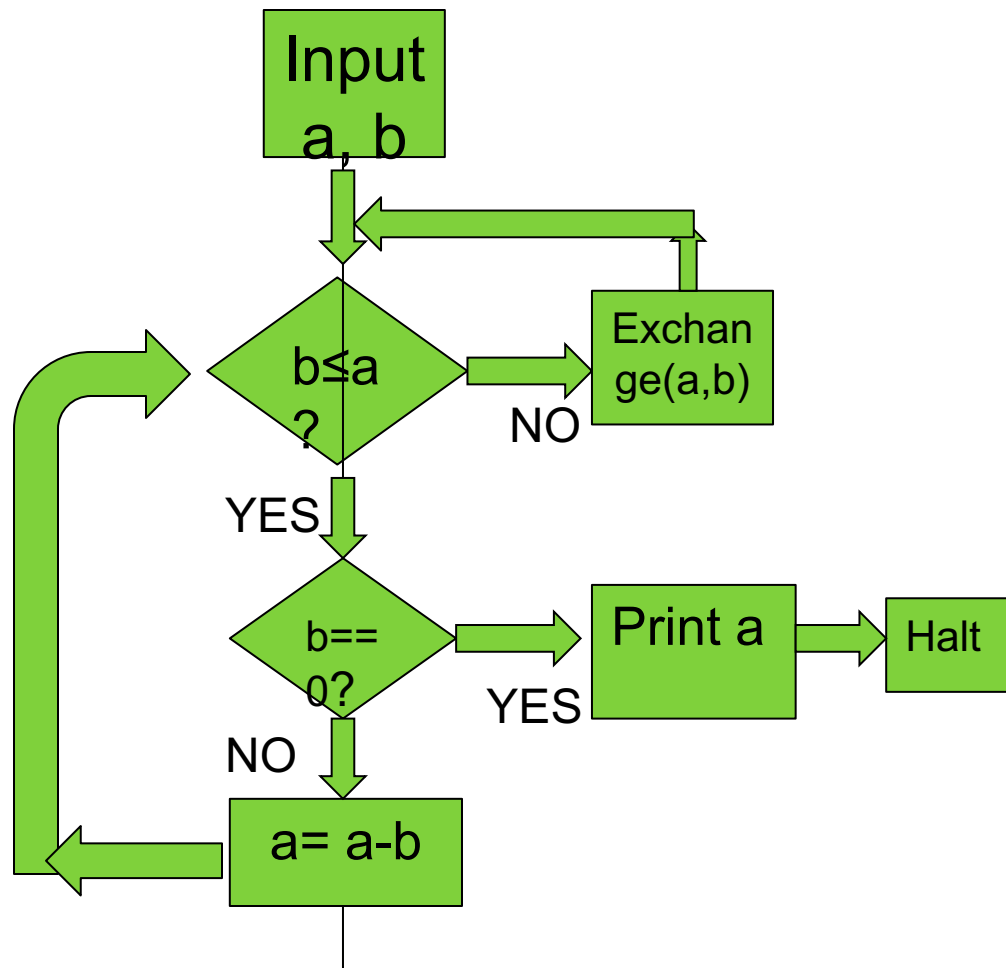 Input
a, b
b≤a
?
NO
Exchan
ge(a,b)
YES
b==
0?
YES
Print a
Halt
NO
a= a-b